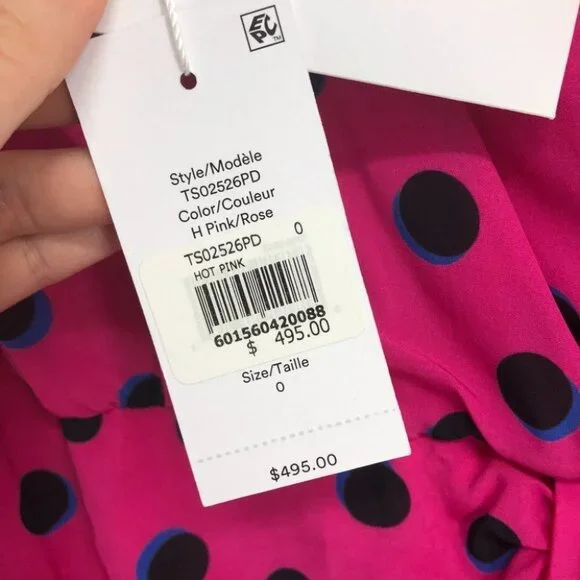 EPC™
Style/Modèle
TS02526PD
Color/Couleur
H Pink/Rose
TS02526PD 0
HOT PINK
601560420088
$ 495.00
Size/Taille
0
$495.00